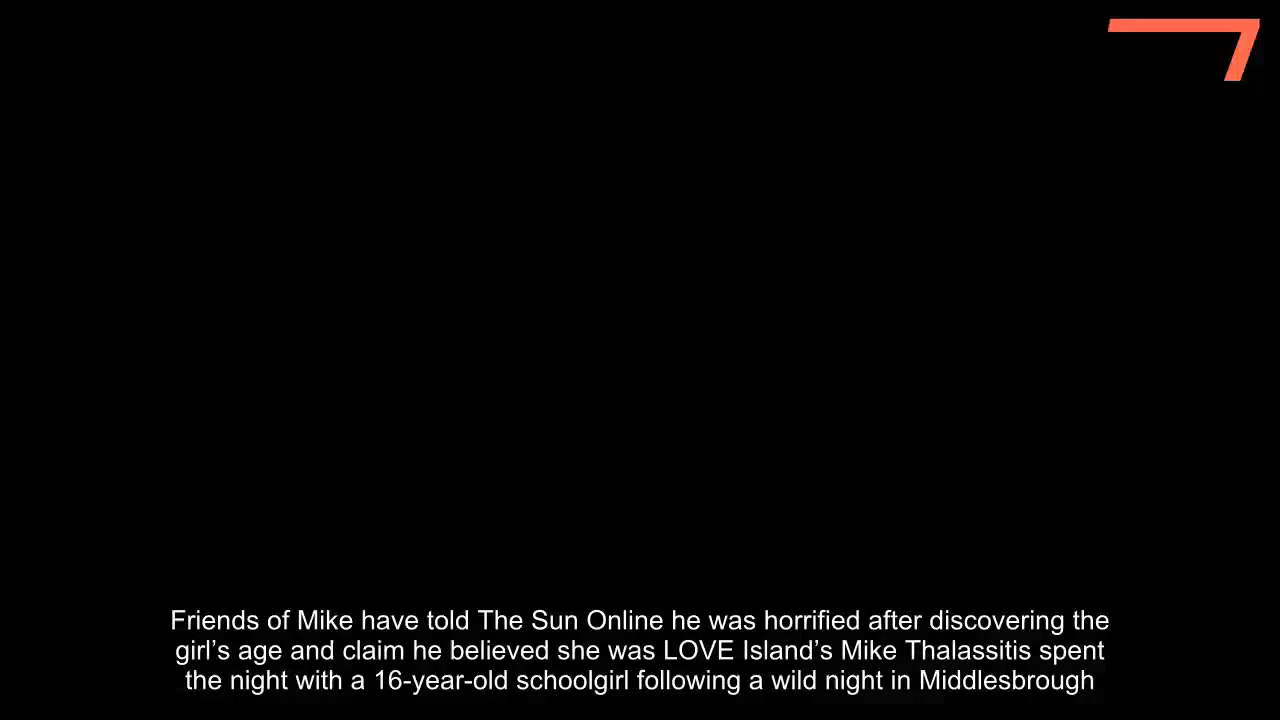 Friends of Mike have told The Sun Online he was horrified after discovering the
girl’s age and claim he believed she was LOVE Island’s Mike Thalassitis spent
the night with a 16-year-old schoolgirl following a wild night in Middlesbrough